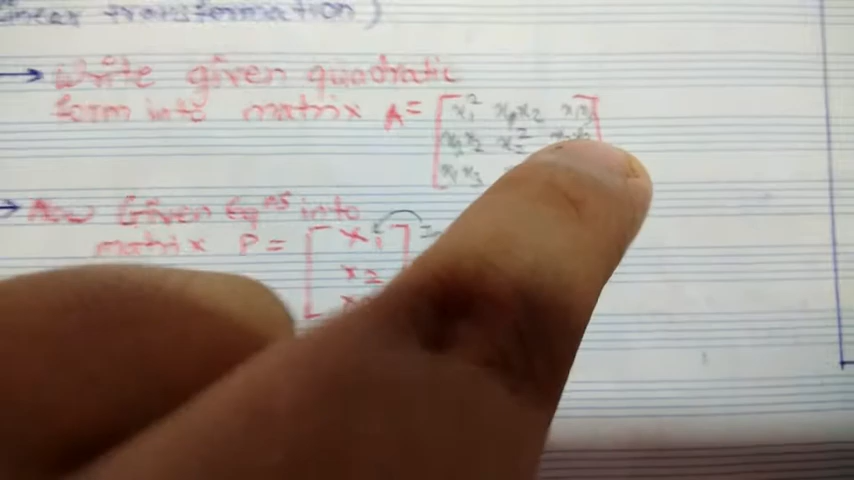 linear transformation)
→ Write given quadratic
form into matrix A = [x₁² x₁x₂ x₁x₃
x₁x₂ x₂²
x₁x₃
→ Now Given Eqⁿˢ into
matrix P = [x₁] =
x₂